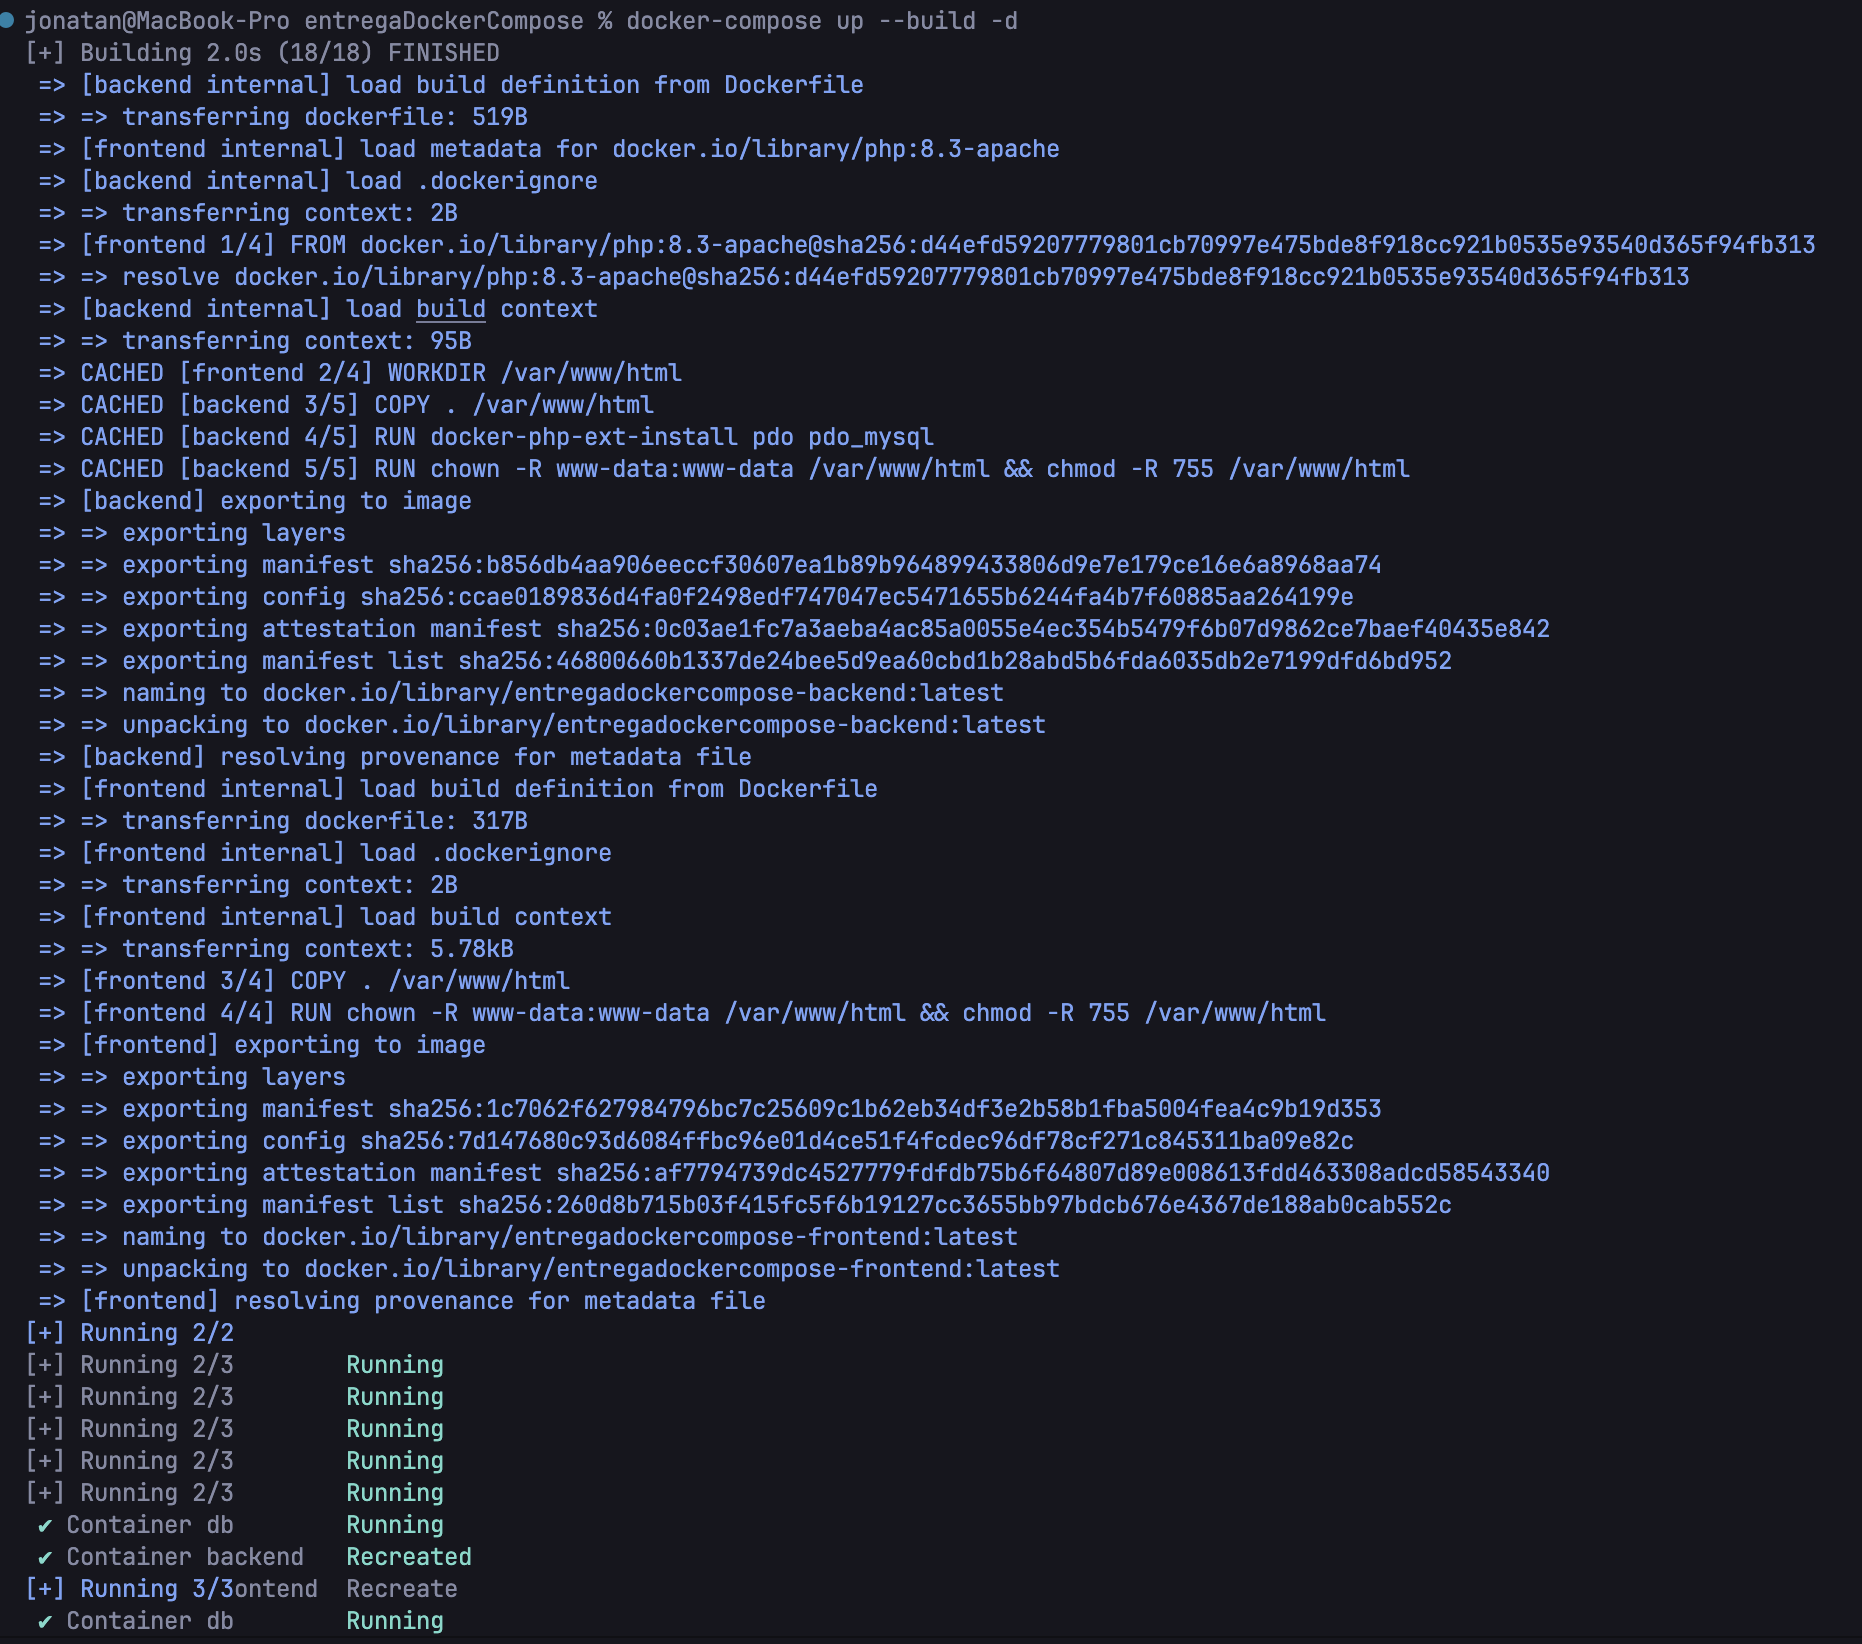 jonatan@MacBook-Pro entregaDockerCompose % docker-compose up --build -d
[+] Building 2.0s (18/18) FINISHED
=> [backend internal] load build definition from Dockerfile
=> => transferring dockerfile: 519B
=> [frontend internal] load metadata for docker.io/library/php:8.3-apache
=> [backend internal] load .dockerignore
=> => transferring context: 2B
=> [frontend 1/4] FROM docker.io/library/php:8.3-apache@sha256:d44efd59207779801cb70997e475bde8f918cc921b0535e93540d365f94fb313
=> => resolve docker.io/library/php:8.3-apache@sha256:d44efd59207779801cb70997e475bde8f918cc921b0535e93540d365f94fb313
=> [backend internal] load build context
=> => transferring context: 95B
=> CACHED [frontend 2/4] WORKDIR /var/www/html
=> CACHED [backend 3/5] COPY . /var/www/html
=> CACHED [backend 4/5] RUN docker-php-ext-install pdo pdo_mysql
=> CACHED [backend 5/5] RUN chown -R www-data:www-data /var/www/html && chmod -R 755 /var/www/html
=> [backend] exporting to image
=> => exporting layers
=> => exporting manifest sha256:b856db4aa906eeccf30607ea1b89b964899433806d9e7e179ce16e6a8968aa74
=> => exporting config sha256:ccae0189836d4fa0f2498edf747047ec5471655b6244fa4b7f60885aa264199e
=> => exporting attestation manifest sha256:0c03ae1fc7a3aeba4ac85a0055e4ec354b5479f6b07d9862ce7baef40435e842
=> => exporting manifest list sha256:46800660b1337de24bee5d9ea60cbd1b28abd5b6fda6035db2e7199dfd6bd952
=> => naming to docker.io/library/entregadockercompose-backend:latest
=> => unpacking to docker.io/library/entregadockercompose-backend:latest
=> [backend] resolving provenance for metadata file
=> [frontend internal] load build definition from Dockerfile
=> => transferring dockerfile: 317B
=> [frontend internal] load .dockerignore
=> => transferring context: 2B
=> [frontend internal] load build context
=> => transferring context: 5.78kB
=> [frontend 3/4] COPY . /var/www/html
=> [frontend 4/4] RUN chown -R www-data:www-data /var/www/html && chmod -R 755 /var/www/html
=> [frontend] exporting to image
=> => exporting layers
=> => exporting manifest sha256:1c7062f627984796bc7c25609c1b62eb34df3e2b58b1fba5004fea4c9b19d353
=> => exporting config sha256:7d147680c93d6084ffbc96e01d4ce51f4fcdec96df78cf271c845311ba09e82c
=> => exporting attestation manifest sha256:af7794739dc4527779fdfdb75b6f64807d89e008613fdd463308adcd58543340
=> => exporting manifest list sha256:260d8b715b03f415fc5f6b19127cc3655bb97bdcb676e4367de188ab0cab552c
=> => naming to docker.io/library/entregadockercompose-frontend:latest
=> => unpacking to docker.io/library/entregadockercompose-frontend:latest
=> [frontend] resolving provenance for metadata file
[+] Running 2/2
[+] Running 2/3 Running
[+] Running 2/3 Running
[+] Running 2/3 Running
[+] Running 2/3 Running
[+] Running 2/3 Running
✔ Container db Running
✔ Container backend Recreated
[+] Running 3/3ontend Recreate
✔ Container db Running